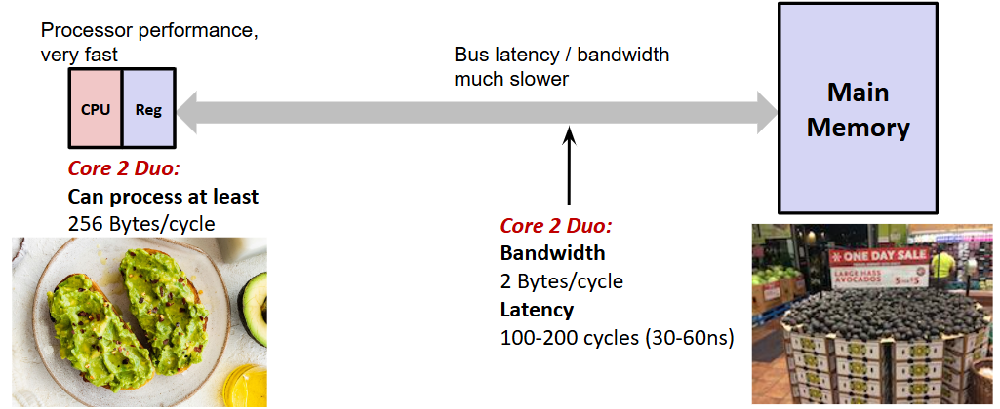 Processor performance,
very fast
CPU
Reg
Bus latency / bandwidth
much slower
Main
Memory
Core 2 Duo:
Can process at least
256 Bytes/cycle
Core 2 Duo:
Bandwidth
2 Bytes/cycle
Latency
100-200 cycles (30-60ns)
ONE DAY SALE
LARGE HASS
AVOCADOS